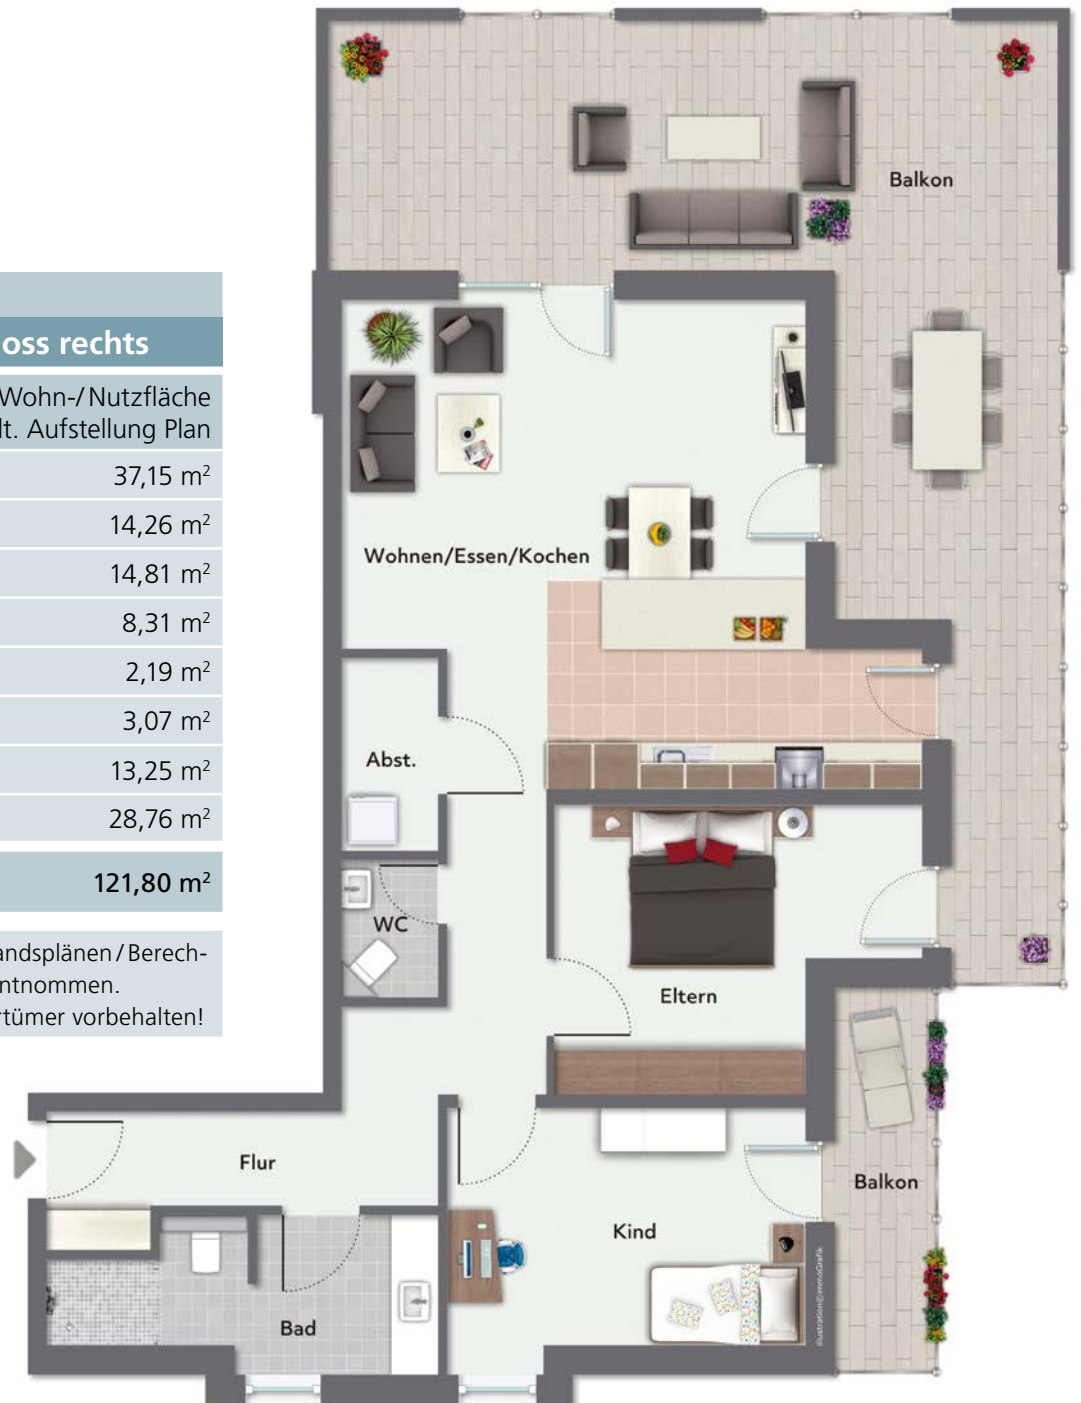 oss rechts
Wohn-/Nutzfläche
lt. Aufstellung Plan
37,15 m²
14,26 m²
14,81 m²
8,31 m²
2,19 m²
3,07 m²
13,25 m²
28,76 m²
121,80 m²
andsplänen/Berech-
ntnommen.
rtümer vorbehalten!
Balkon
Wohnen/Essen/Kochen
Abst.
WC
Eltern
Flur
Balkon
Kind
Bad
Illustration©immoGrafik